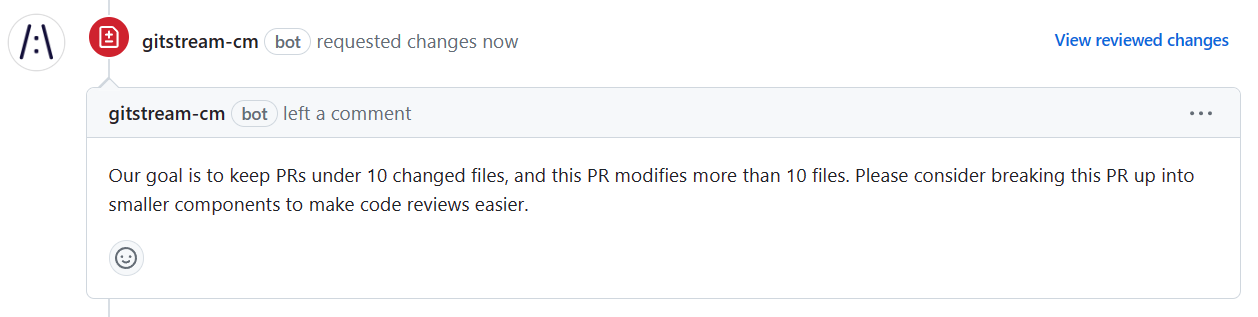 gitstream-cm bot requested changes now
View reviewed changes
gitstream-cm bot left a comment
Our goal is to keep PRs under 10 changed files, and this PR modifies more than 10 files. Please consider breaking this PR up into
smaller components to make code reviews easier.